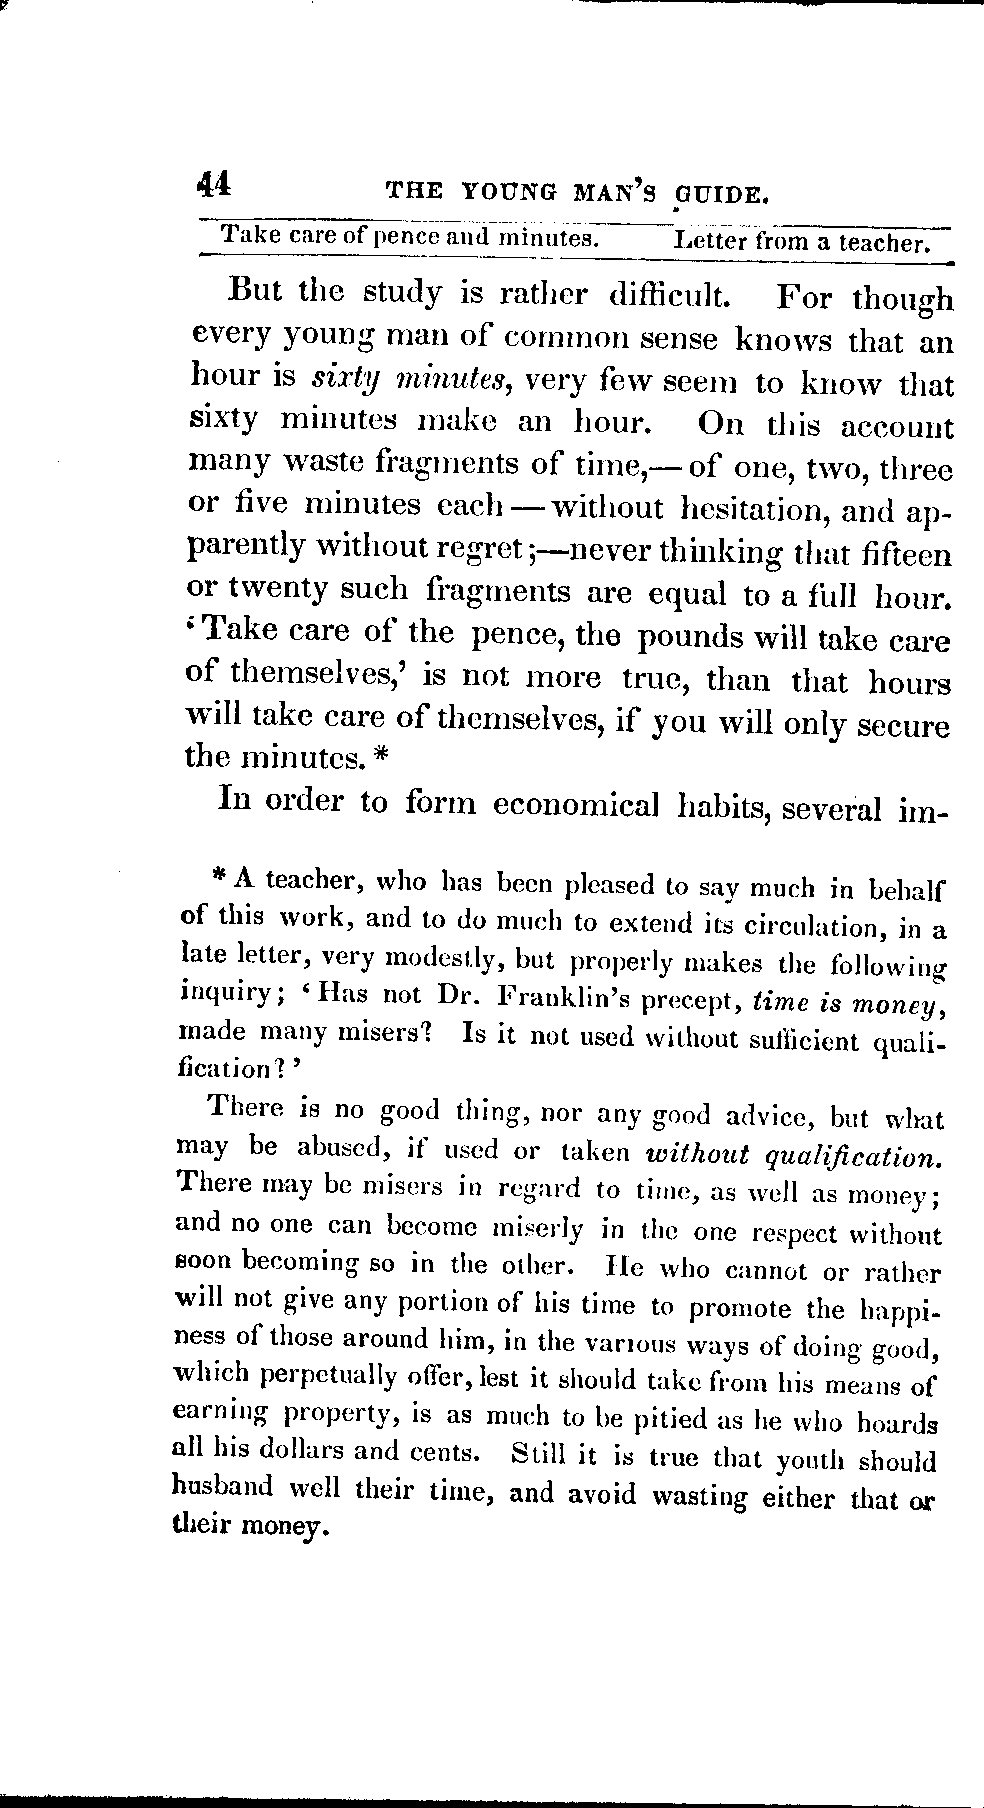 44 THE YOUNG MAN'S GUIDE.
Take care of pence and minutes. Letter from a teacher.
But the study is rather difficult. For though
every young man of common sense knows that an
hour is sixty minutes, very few seem to know that
sixty minutes make an hour. On this account
many waste fragments of time,—of one, two, three
or five minutes each—without hesitation, and ap-
parently without regret;—never thinking that fifteen
or twenty such fragments are equal to a full hour.
‘Take care of the pence, the pounds will take care
of themselves,’ is not more true, than that hours
will take care of themselves, if you will only secure
the minutes.*
In order to form economical habits, several im-
* A teacher, who has been pleased to say much in behalf
of this work, and to do much to extend its circulation, in a
late letter, very modestly, but properly makes the following
inquiry; ‘Has not Dr. Franklin's precept, time is money,
made many misers? Is it not used without sufficient quali-
fication?’
There is no good thing, nor any good advice, but what
may be abused, if used or taken without qualification.
There may be misers in regard to time, as well as money;
and no one can become miserly in the one respect without
soon becoming so in the other. He who cannot or rather
will not give any portion of his time to promote the happi-
ness of those around him, in the various ways of doing good,
which perpetually offer, lest it should take from his means of
earning property, is as much to be pitied as he who hoards
all his dollars and cents. Still it is true that youth should
husband well their time, and avoid wasting either that or
their money.